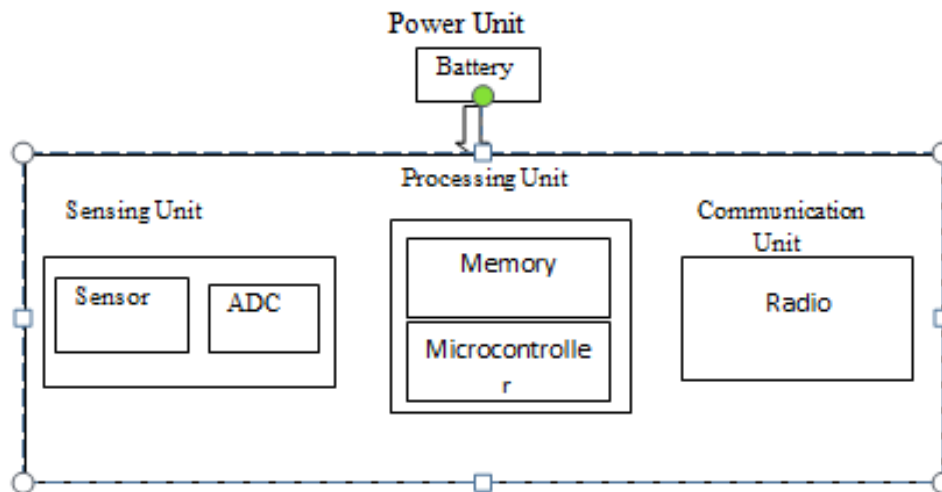 Power Unit
Battery
Processing Unit
Sensing Unit
Communication
Unit
Memory
Sensor
ADC
Radio
Microcontrolle
r